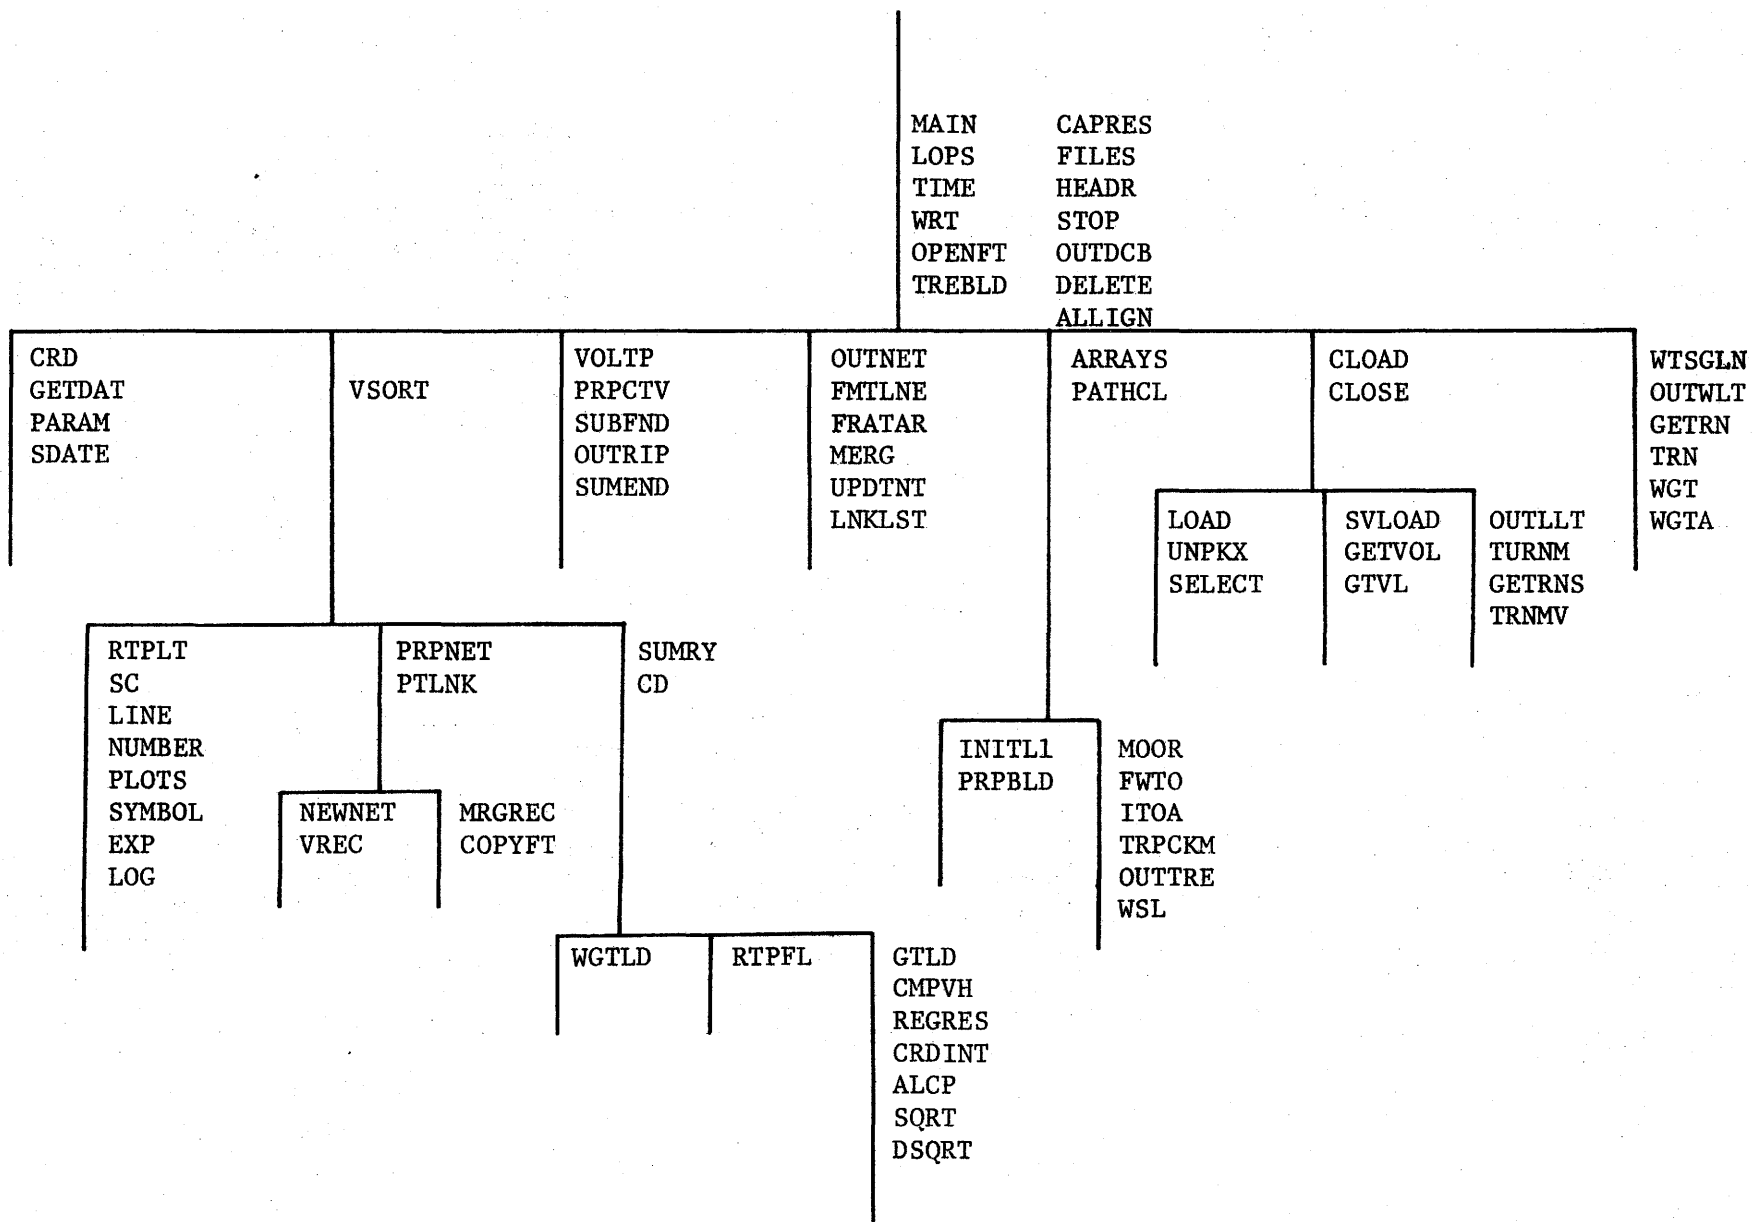 MAIN CAPRES
LOPS FILES
TIME HEADR
WRT STOP
OPENFT OUTDCB
TREBLD DELETE
ALLIGN
CRD
GETDAT
PARAM
SDATE
VSORT
VOLTP
PRPCTV
SUBFND
OUTRIP
SUMEND
OUTNET
FMTLNE
FRATAR
MERG
UPDTNT
LNKLST
ARRAYS
PATHCL
CLOAD
CLOSE
WTSGLN
OUTWLT
GETRN
TRN
WGT
WGTA
LOAD
UNPKX
SELECT
SVLOAD
GETVOL
GTVL
OUTLLT
TURNM
GETRNS
TRNMV
RTPLT
SC
LINE
NUMBER
PLOTS
SYMBOL
EXP
LOG
PRPNET
PTLNK
SUMRY
CD
NEWNET
VREC
MRGREC
COPYFT
INITL1
PRPBLD
MOOR
FWTO
ITOA
TRPCKM
OUTTRE
WSL
WGTLD
RTPFL
GTLD
CMPVH
REGRES
CRDINT
ALCP
SQRT
DSQRT